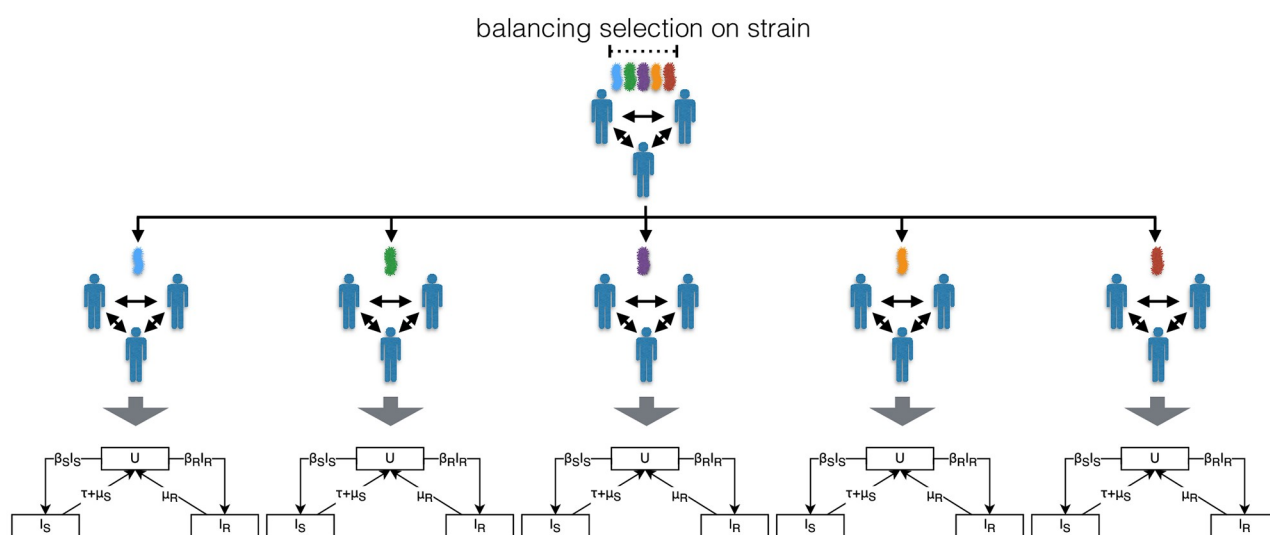 balancing selection on strain
U U U U U
βSIS βRIR βSIS βRIR βSIS βRIR βSIS βRIR βSIS βRIR
τ+μS μR τ+μS μR τ+μS μR τ+μS μR τ+μS μR
IS IR IS IR IS IR IS IR IS IR